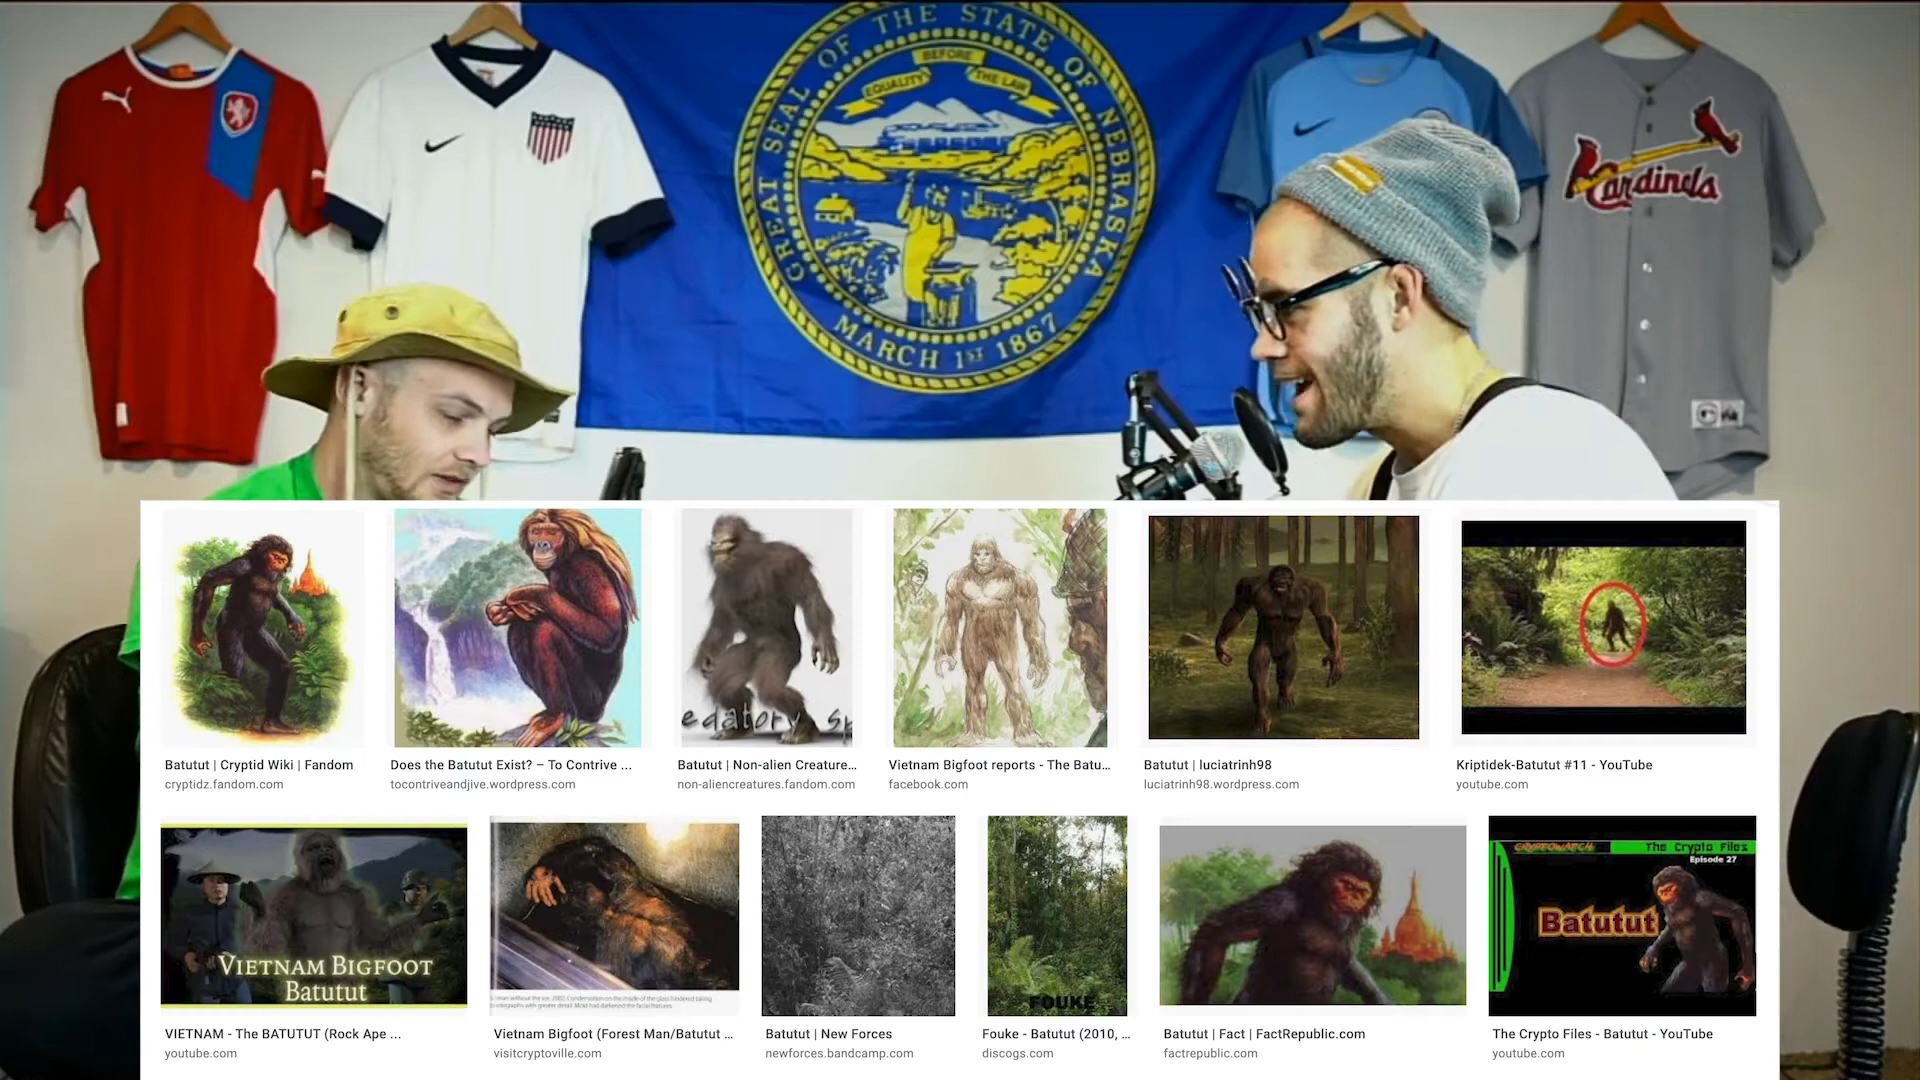 GREAT SEAL OF THE STATE OF NEBRASKA
EQUALITY BEFORE THE LAW
MARCH 1ST 1867
Cardinals
edatory sp
Batutut | Cryptid Wiki | Fandom
cryptidz.fandom.com
Does the Batutut Exist? – To Contrive ...
tocontriveandjive.wordpress.com
Batutut | Non-alien Creature...
non-aliencreatures.fandom.com
Vietnam Bigfoot reports - The Batu...
facebook.com
Batutut | luciatrinh98
luciatrinh98.wordpress.com
Kriptidek-Batutut #11 - YouTube
youtube.com
VIETNAM BIGFOOT
Batutut
FOUKE
CRYPTOWATCH
The Crypto Files
Episode 27
Batutut
VIETNAM - The BATUTUT (Rock Ape ...
youtube.com
Vietnam Bigfoot (Forest Man/Batutut ...
visitcryptoville.com
Batutut | New Forces
newforces.bandcamp.com
Fouke - Batutut (2010, ...
discogs.com
Batutut | Fact | FactRepublic.com
factrepublic.com
The Crypto Files - Batutut - YouTube
youtube.com